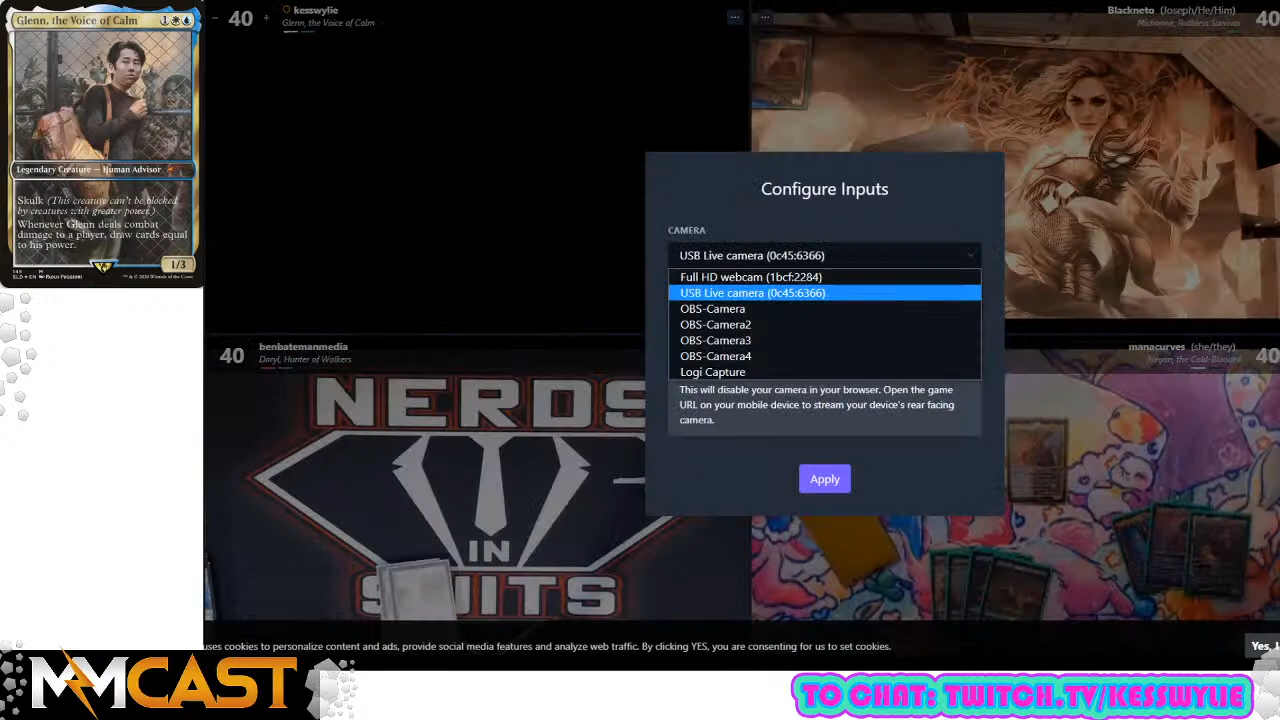 Glenn, the Voice of Calm
1
Legendary Creature — Human Advisor
Skulk (This creature can't be blocked
by creatures with greater power.)
Whenever Glenn deals combat
damage to a player, draw cards equal
to his power.
1/3
− 40 +
kesswylie
Glenn, the Voice of Calm
Blackneto (Joseph/He/Him)
Michonne, Ruthless Survivor
40
Configure Inputs
CAMERA
USB Live camera (0c45:6366)
Full HD webcam (1bcf:2284)
USB Live camera (0c45:6366)
OBS-Camera
OBS-Camera2
OBS-Camera3
OBS-Camera4
Logi Capture
This will disable your camera in your browser. Open the game
URL on your mobile device to stream your device's rear facing
camera.
Apply
40
benbatemanmedia
Daryl, Hunter of Walkers
manacurves (she/they)
40
NERDS
IN
SUITS
uses cookies to personalize content and ads, provide social media features and analyze web traffic. By clicking YES, you are consenting for us to set cookies.
Yes, I
MMCAST
TO CHAT: TWITCH.TV/KESSWYLIE